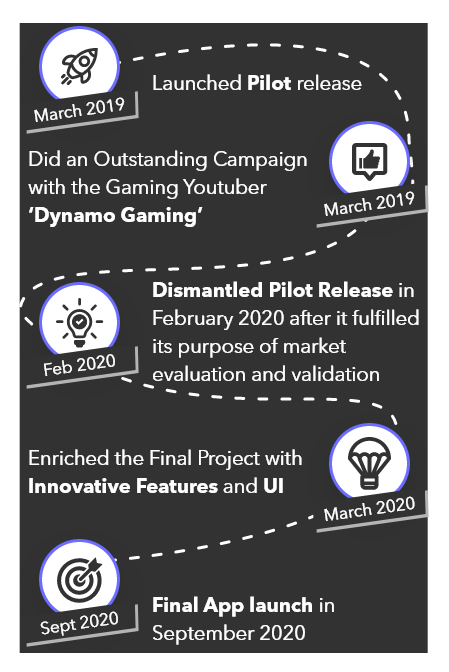 March 2019
Launched Pilot release
Did an Outstanding Campaign
with the Gaming Youtuber
‘Dynamo Gaming’
March 2019
Dismantled Pilot Release in
February 2020 after it fulfilled
its purpose of market
evaluation and validation
Feb 2020
Enriched the Final Project with
Innovative Features and UI
March 2020
Sept 2020
Final App launch in
September 2020